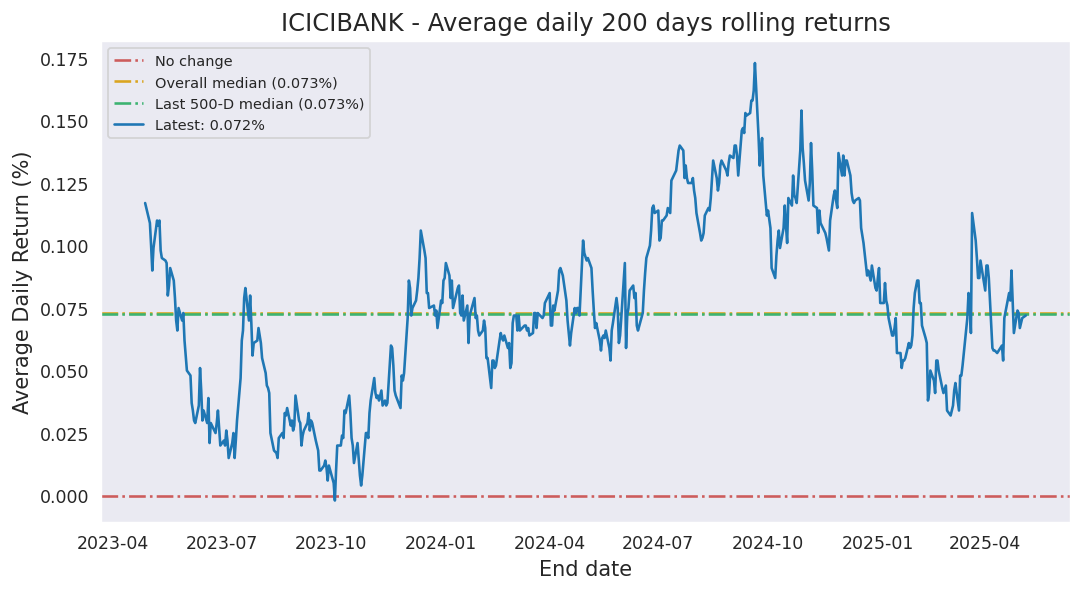 ICICIBANK - Average daily 200 days rolling returns
No change
Overall median (0.073%)
Last 500-D median (0.073%)
Latest: 0.072%
Average Daily Return (%)
0.175
0.150
0.125
0.100
0.075
0.050
0.025
0.000
2023-04 2023-07 2023-10 2024-01 2024-04 2024-07 2024-10 2025-01 2025-04
End date